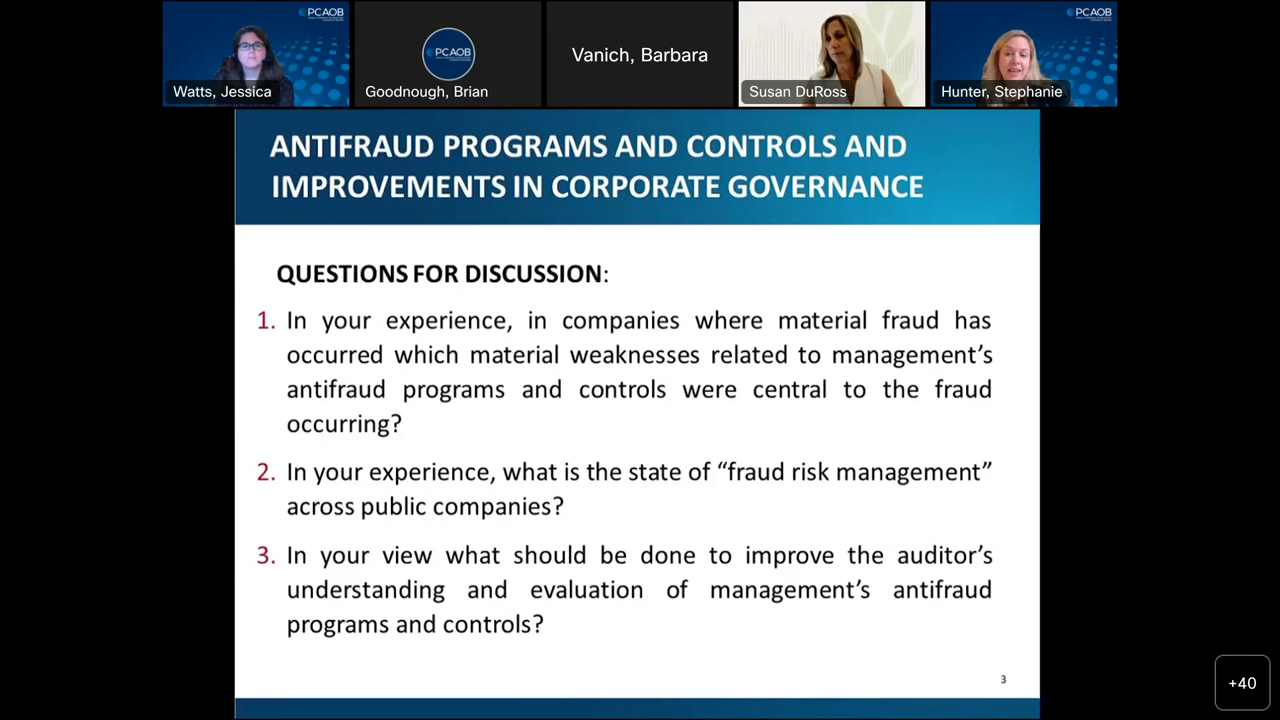 PCAOB
PCAOB
PCAOB
Vanich, Barbara
Watts, Jessica
Goodnough, Brian
Susan DuRoss
Hunter, Stephanie
ANTIFRAUD PROGRAMS AND CONTROLS AND
IMPROVEMENTS IN CORPORATE GOVERNANCE
QUESTIONS FOR DISCUSSION:
1. In your experience, in companies where material fraud has
occurred which material weaknesses related to management’s
antifraud programs and controls were central to the fraud
occurring?
2. In your experience, what is the state of “fraud risk management”
across public companies?
3. In your view what should be done to improve the auditor’s
understanding and evaluation of management’s antifraud
programs and controls?
3
+40